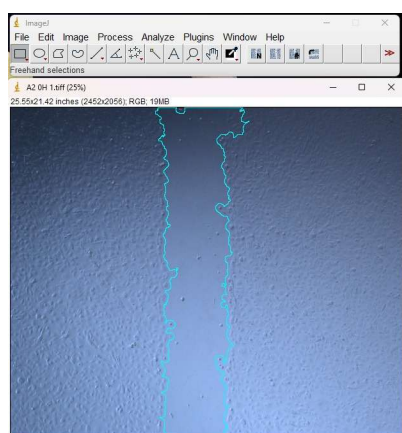 ImageJ
File Edit Image Process Analyze Plugins Window Help
A
N
Freehand selections
A2 0H 1.tiff (25%)
25.55x21.42 inches (2452x2056); RGB; 19MB